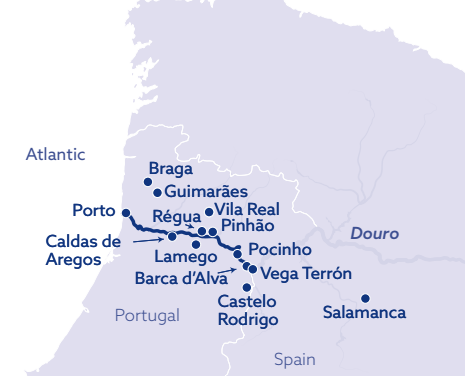 Atlantic
Braga
Guimarães
Porto
Régua
Vila Real
Pinhão
Douro
Caldas de
Aregos
Lamego
Pocinho
Barca d'Alva
Vega Terrón
Castelo
Rodrigo
Salamanca
Portugal
Spain